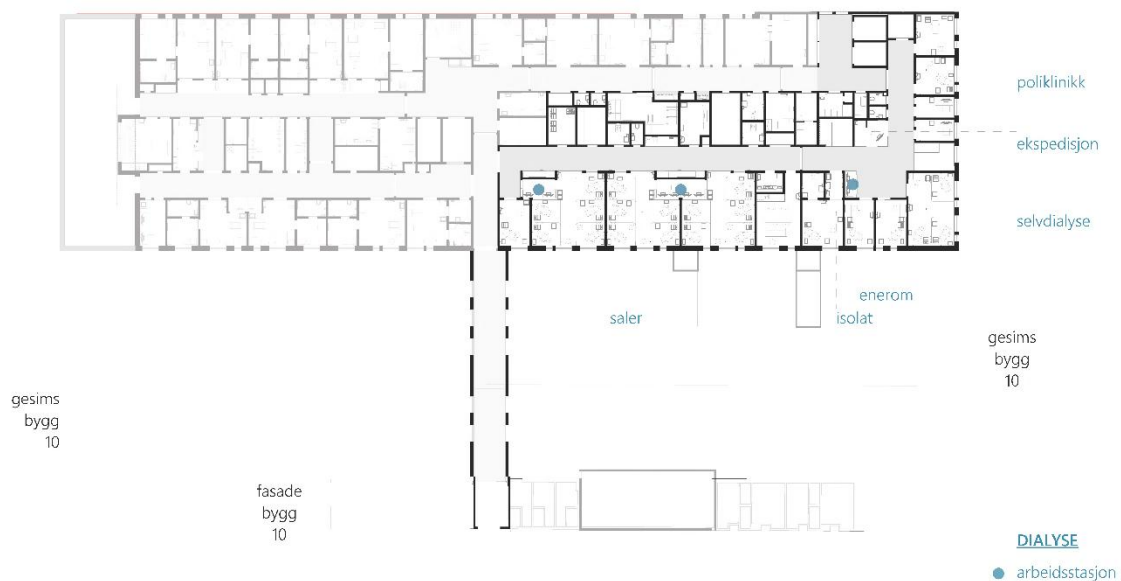 poliklinikk
ekspedisjon
selvdialyse
enerom
saler
isolat
gesims
bygg
10
gesims
bygg
10
fasade
bygg
10
DIALYSE
arbeidsstasjon